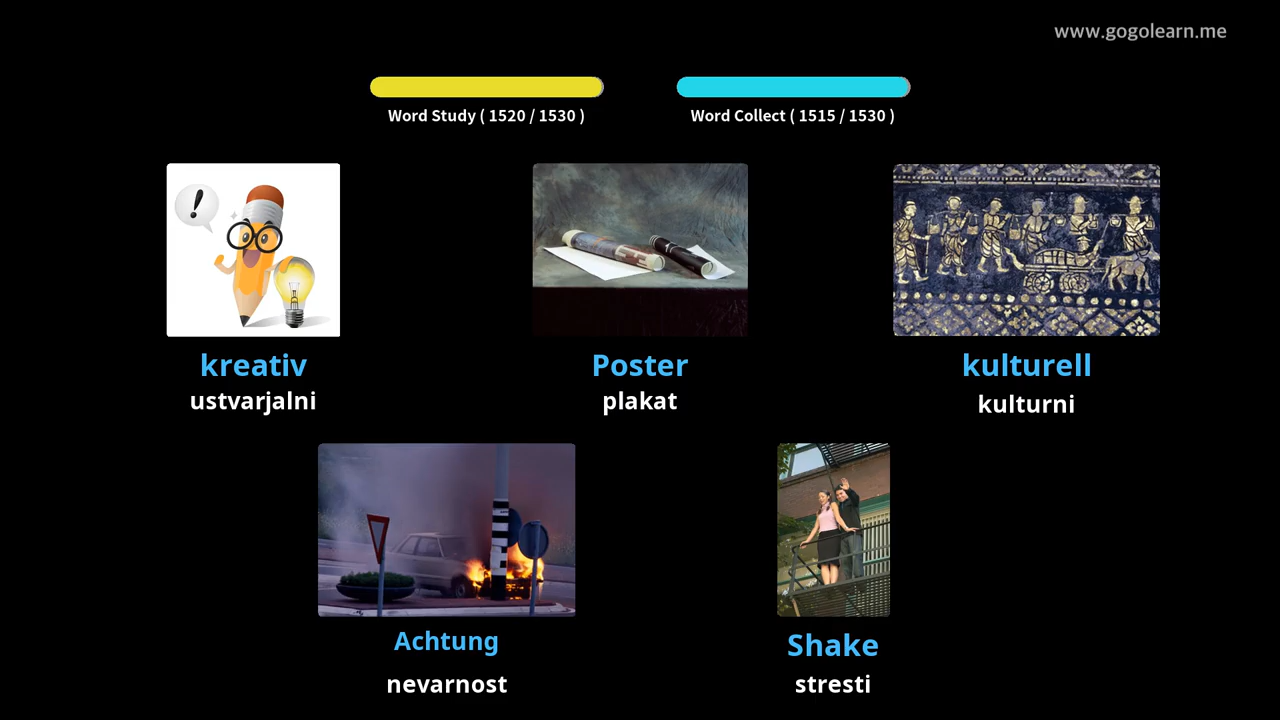 www.gogolearn.me
Word Study ( 1520 / 1530 )
Word Collect ( 1515 / 1530 )
!
kreativ
ustvarjalni
Poster
plakat
kulturell
kulturni
Achtung
nevarnost
Shake
stresti